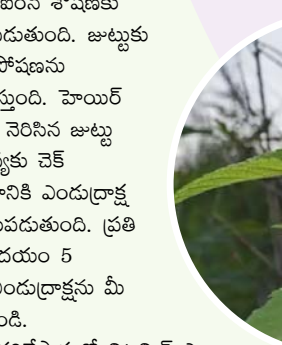 శోషణకు
డుతుంది. జుట్టుకు
పోషణను
స్తుంది. హెయిర్
నెరిసిన జుట్టు
్యకు చెక్
ానికి ఎండుద్రాక్ష
పడుతుంది. ప్రతి
దయం 5
ండుద్రాక్షను మీ
ండి.